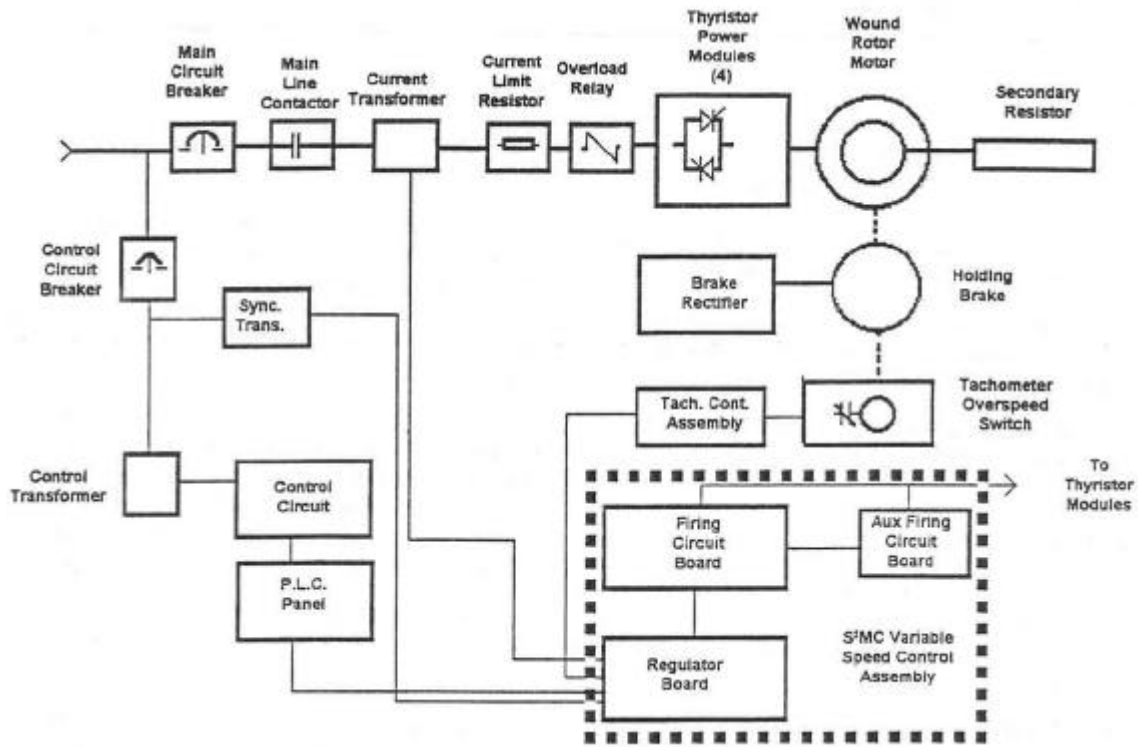 Main
Circuit
Breaker
Main
Line
Contactor
Current
Transformer
Current
Limit
Resistor
Overload
Relay
Thyristor
Power
Modules
(4)
Wound
Rotor
Motor
Secondary
Resistor
Control
Circuit
Breaker
Sync.
Trans.
Brake
Rectifier
Holding
Brake
Tach. Cont.
Assembly
Tachometer
Overspeed
Switch
Control
Transformer
Control
Circuit
P.L.C.
Panel
To
Thyristor
Modules
Firing
Circuit
Board
Aux Firing
Circuit
Board
Regulator
Board
S³MC Variable
Speed Control
Assembly